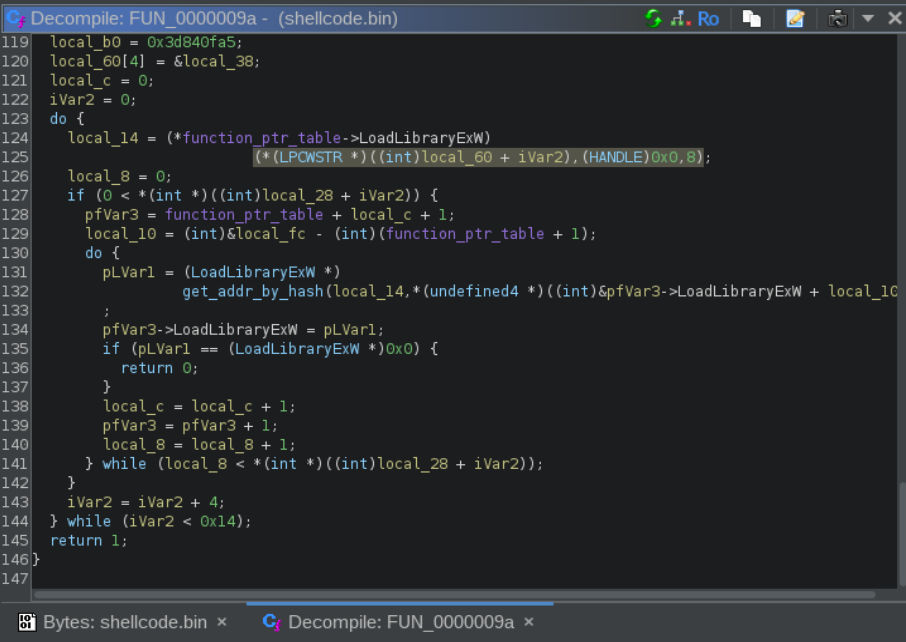 Decompile: FUN_0000009a - (shellcode.bin)
Ro
119 local_b0 = 0x3d840fa5;
120 local_60[4] = &local_38;
121 local_c = 0;
122 iVar2 = 0;
123 do {
124 local_14 = (*function_ptr_table->LoadLibraryExW)
125 (*(LPCWSTR *)((int)local_60 + iVar2),(HANDLE)0x0,8);
126 local_8 = 0;
127 if (0 < *(int *)((int)local_28 + iVar2)) {
128 pfVar3 = function_ptr_table + local_c + 1;
129 local_10 = (int)&local_fc - (int)(function_ptr_table + 1);
130 do {
131 pLVar1 = (LoadLibraryExW *)
132 get_addr_by_hash(local_14,*(undefined4 *)((int)&pfVar3->LoadLibraryExW + local_10
133 ;
134 pfVar3->LoadLibraryExW = pLVar1;
135 if (pLVar1 == (LoadLibraryExW *)0x0) {
136 return 0;
137 }
138 local_c = local_c + 1;
139 pfVar3 = pfVar3 + 1;
140 local_8 = local_8 + 1;
141 } while (local_8 < *(int *)((int)local_28 + iVar2));
142 }
143 iVar2 = iVar2 + 4;
144 } while (iVar2 < 0x14);
145 return 1;
146 }
147
Bytes: shellcode.bin × Decompile: FUN_0000009a ×